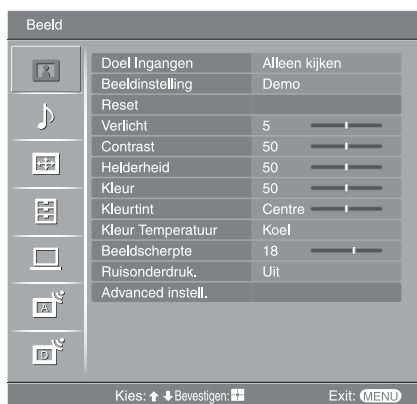 Beeld
Doel Ingangen Alleen kijken
Beeldinstelling Demo
Reset
Verlicht 5
Contrast 50
Helderheid 50
Kleur 50
Kleurtint Centre
Kleur Temperatuur Koel
Beeldscherpte 18
Ruisonderdruk. Uit
Advanced instell.
A
D
Kies: Bevestigen: Exit: MENU